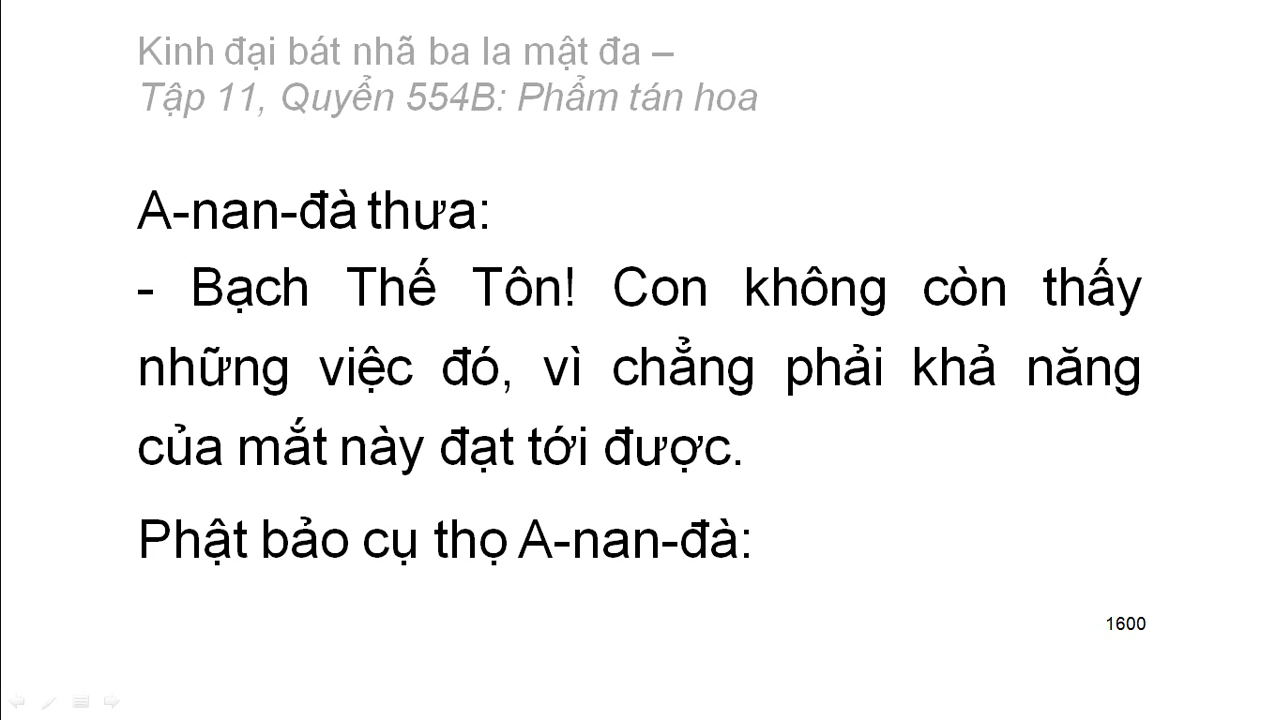 Kinh đại bát nhã ba la mật đa –
Tập 11, Quyển 554B: Phẩm tán hoa
A-nan-đà thưa:
- Bạch Thế Tôn! Con không còn thấy
những việc đó, vì chẳng phải khả năng
của mắt này đạt tới được.
Phật bảo cụ thọ A-nan-đà:
1600